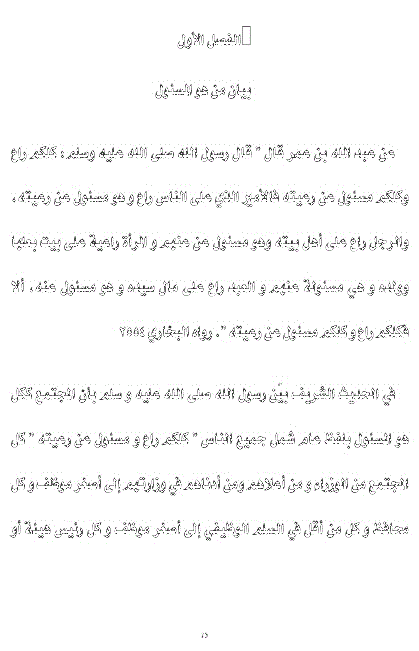 الفصل الأول
بيان من هو المسئول
عن عبد الله بن عمر قال " قال رسول الله صلى الله عليه وسلم : كلكم راع
وكلكم مسئول عن رعيته فالأمير الذي على الناس راع و هو مسئول عن رعيته ،
والرجل راع على أهل بيته وهو مسئول عن عنهم و المرأة راعية على بيت بعلها
وولده و هي مسئولة عنهم و العبد راع على مال سيده و هو مسئول عنه ، ألا
فكلكم راع و كلكم مسئول عن رعيته " . رواه البخاري ٢٥٥٤
في الحديث الشريف بيّن رسول الله صلى الله عليه و سلم بأن المجتمع ككل
هو المسئول بلفظ عام شمل جميع الناس " كلكم راع و مسئول عن رعيته " كل
المجتمع من الوزراء و من أعلاهم ومن أدناهم في وزارتهم إلى أصغر موظف و كل
محافظ و كل من أقل في السلم الوظيفي إلى أصغر موظف و كل رئيس هيئة أو